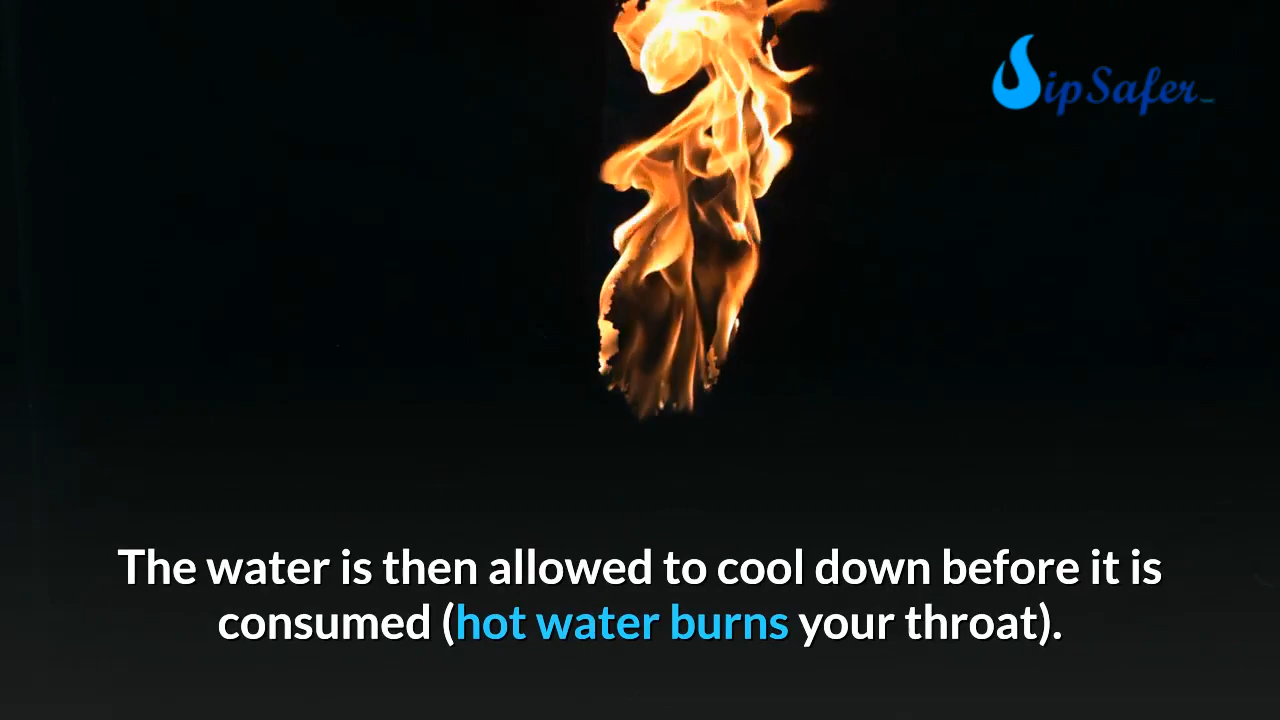 SipSafer
The water is then allowed to cool down before it is
consumed (hot water burns your throat).